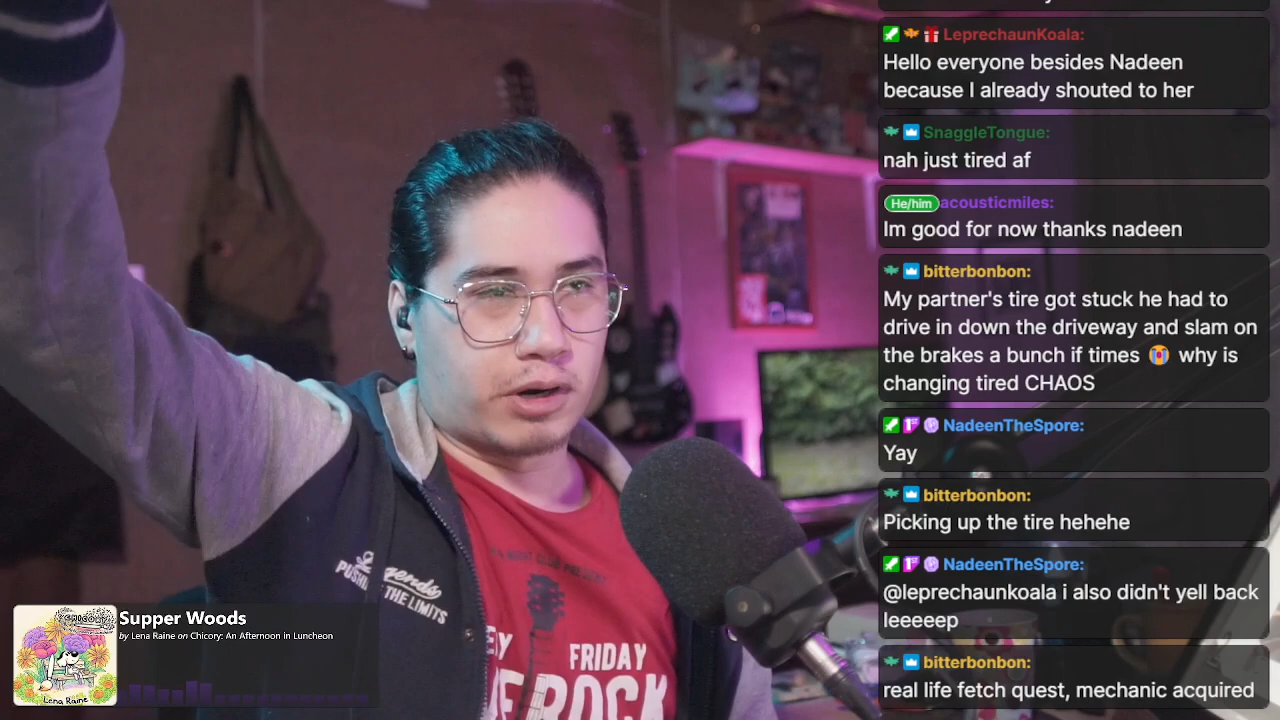 LeprechaunKoala:
Hello everyone besides Nadeen
because I already shouted to her
SnaggleTongue:
nah just tired af
He/him acousticmiles:
Im good for now thanks nadeen
bitterbonbon:
My partner's tire got stuck he had to
drive in down the driveway and slam on
the brakes a bunch if times 😭 why is
changing tired CHAOS
NadeenTheSpore:
Yay
bitterbonbon:
Picking up the tire hehehe
NadeenTheSpore:
@leprechaunkoala i also didn't yell back
leeeeep
bitterbonbon:
real life fetch quest, mechanic acquired
THE LIMITS
FRIDAY
ROCK
Supper Woods
by Lena Raine on Chicory: An Afternoon in Luncheon
Lena Raine